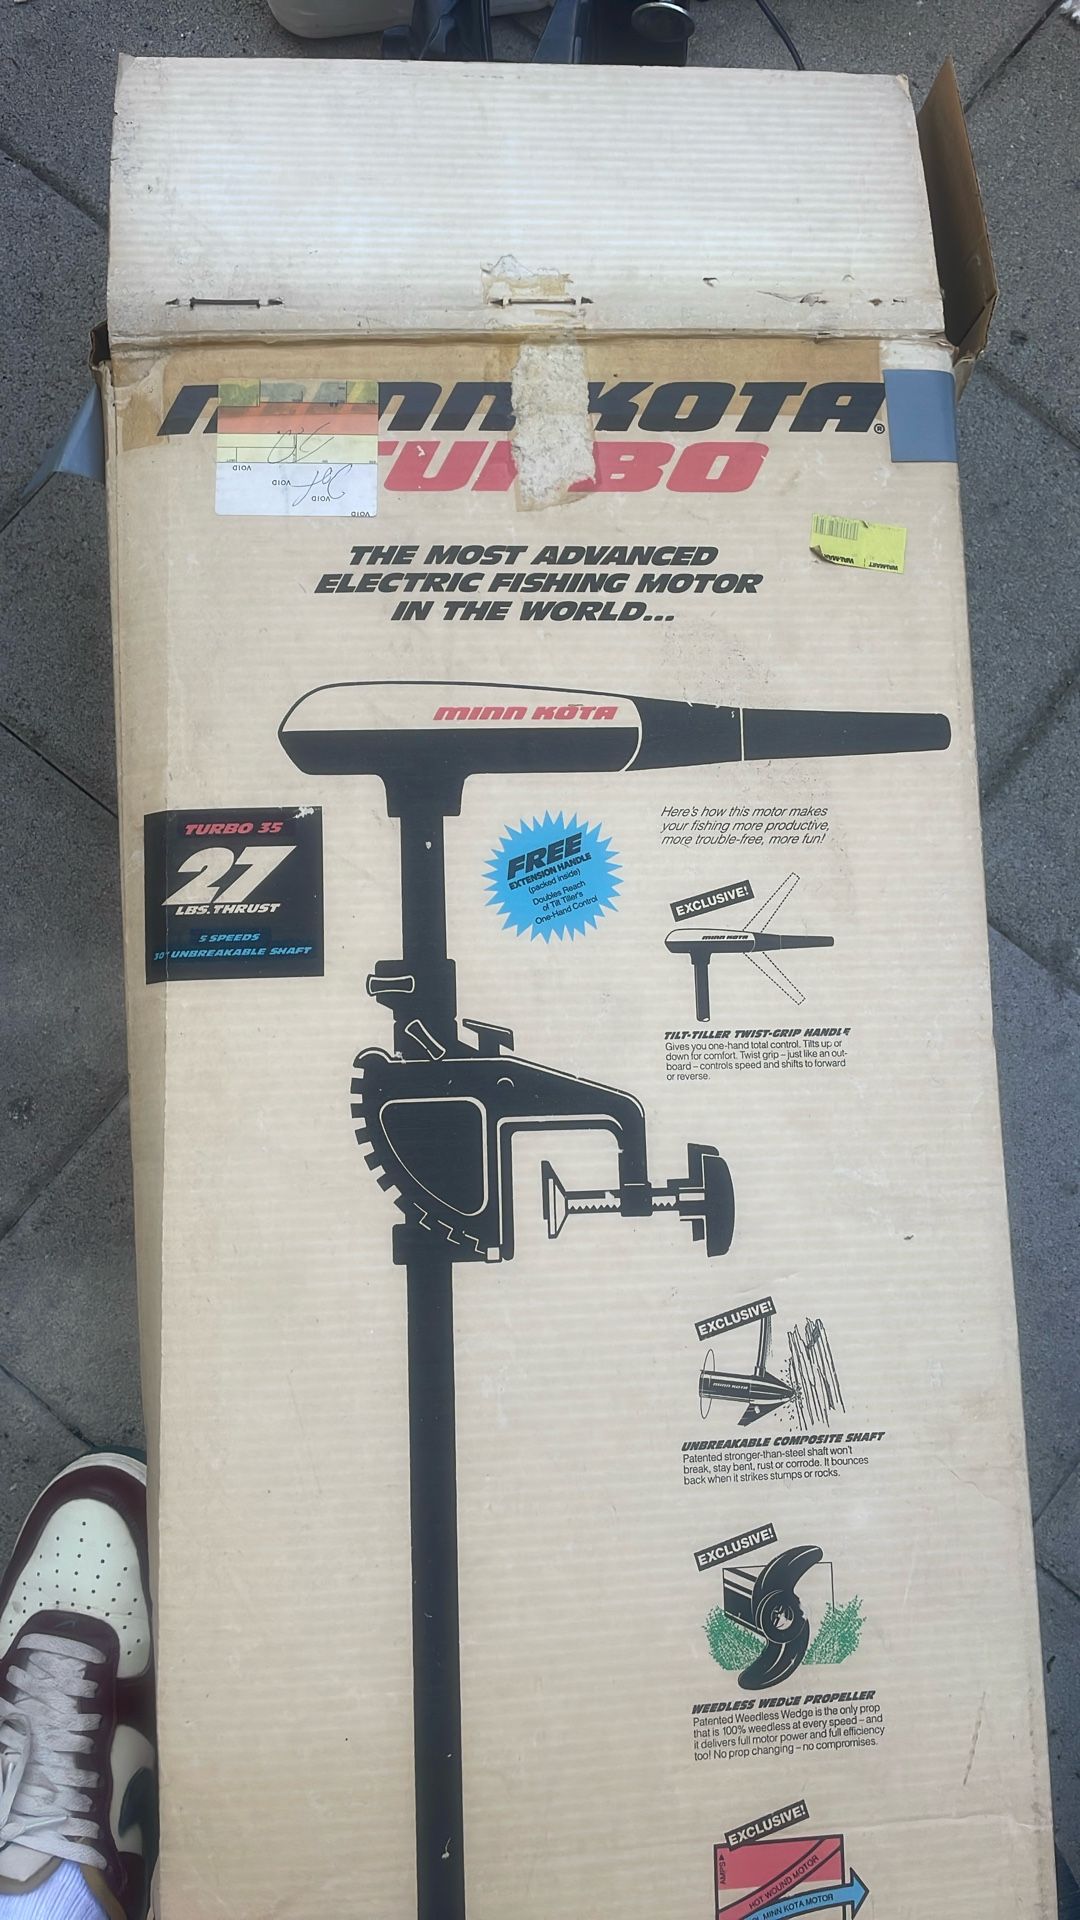 MINN KOTA®
TURBO
VOID
VOID
VOID
VOID
VOID
WALMART
THE MOST ADVANCED
ELECTRIC FISHING MOTOR
IN THE WORLD...
MINN KOTA
TURBO 35
27
LBS. THRUST
5 SPEEDS
30" UNBREAKABLE SHAFT
FREE
EXTENSION HANDLE
(packed inside)
Doubles Reach
of Tilt Tiller's
One-Hand Control
Here's how this motor makes
your fishing more productive,
more trouble-free, more fun!
EXCLUSIVE!
MINN KOTA
TILT-TILLER TWIST-GRIP HANDLE
Gives you one-hand total control. Tilts up or
down for comfort. Twist grip – just like an out-
board – controls speed and shifts to forward
or reverse.
EXCLUSIVE!
MINN KOTA
UNBREAKABLE COMPOSITE SHAFT
Patented stronger-than-steel shaft won't
break, stay bent, rust or corrode. It bounces
back when it strikes stumps or rocks.
EXCLUSIVE!
WEEDLESS WEDGE PROPELLER
Patented Weedless Wedge is the only prop
that is 100% weedless at every speed – and
it delivers full motor power and full efficiency
too! No prop changing – no compromises.
EXCLUSIVE!
AMPS
HOT WOUND MOTOR
MINN KOTA MOTOR